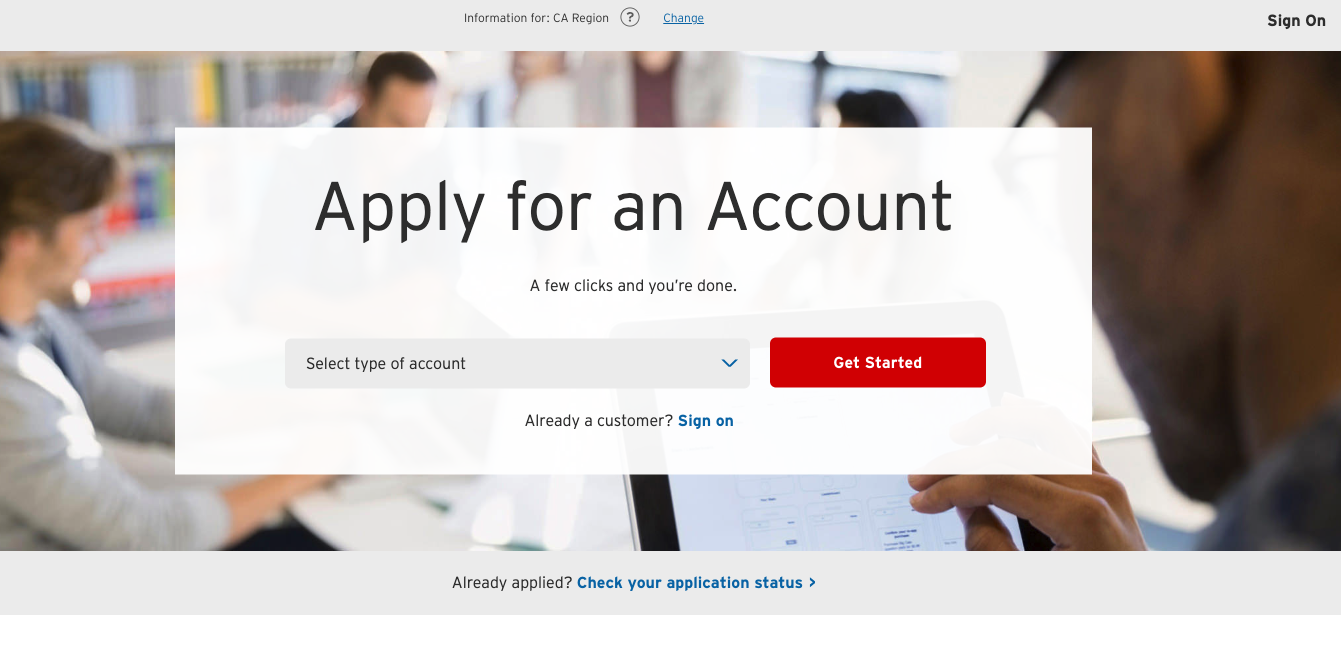 Information for: CA Region ? Change
Sign On
Apply for an Account
A few clicks and you’re done.
Select type of account
Get Started
Already a customer? Sign on
Already applied? Check your application status >